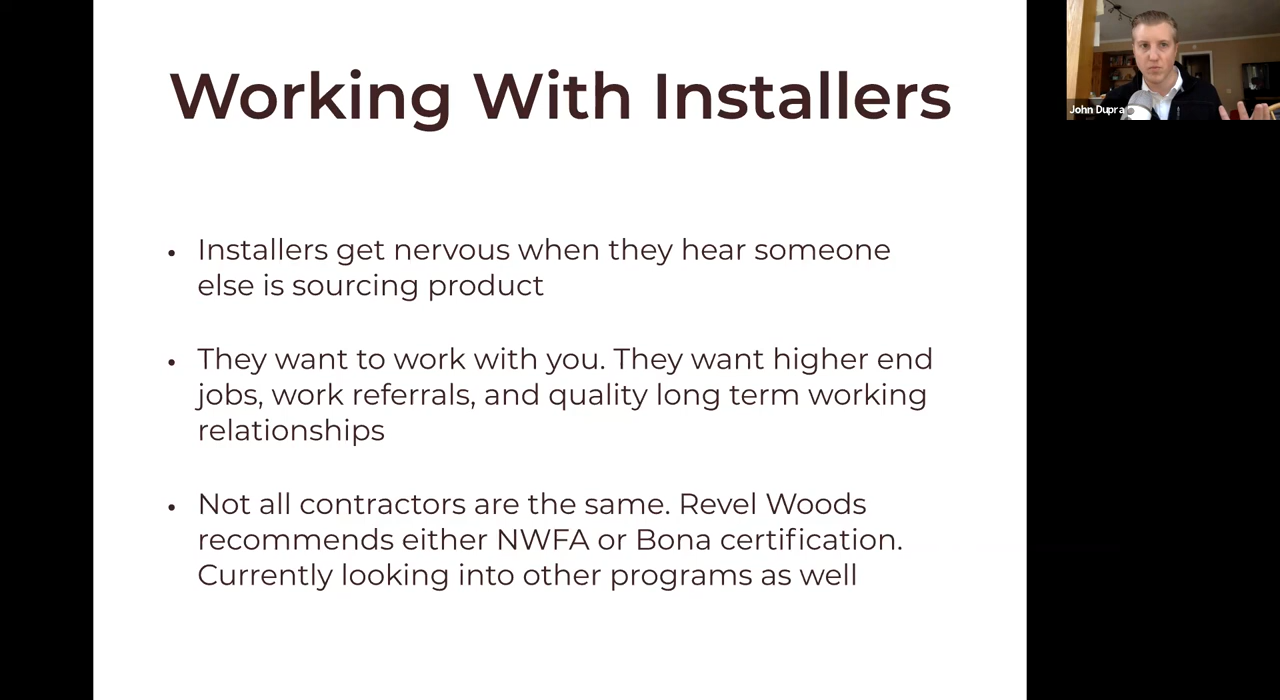 Working With Installers
John Dupra
• Installers get nervous when they hear someone
else is sourcing product
• They want to work with you. They want higher end
jobs, work referrals, and quality long term working
relationships
• Not all contractors are the same. Revel Woods
recommends either NWFA or Bona certification.
Currently looking into other programs as well